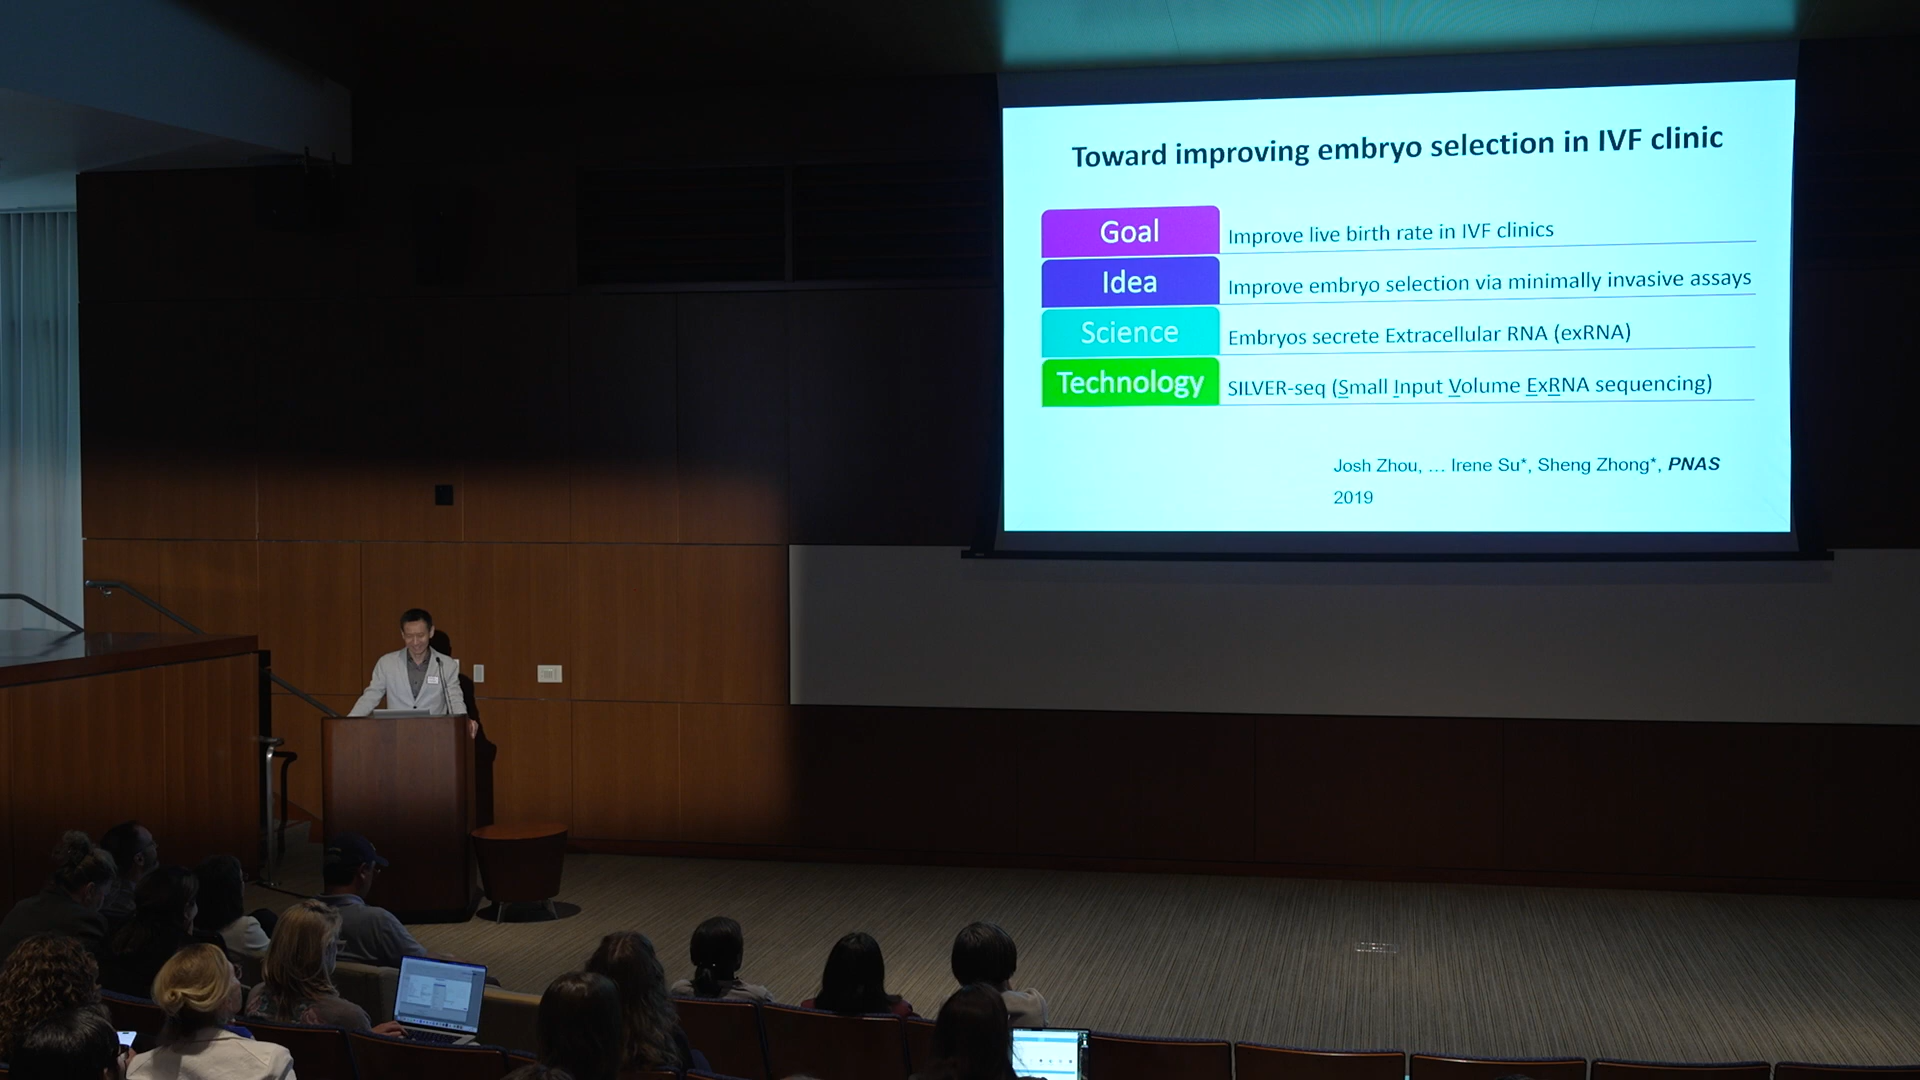 Toward improving embryo selection in IVF clinic
Goal
Improve live birth rate in IVF clinics
Idea
Improve embryo selection via minimally invasive assays
Science
Embryos secrete Extracellular RNA (exRNA)
Technology
SILVER-seq (Small Input Volume ExRNA sequencing)
Josh Zhou, … Irene Su*, Sheng Zhong*, PNAS
2019